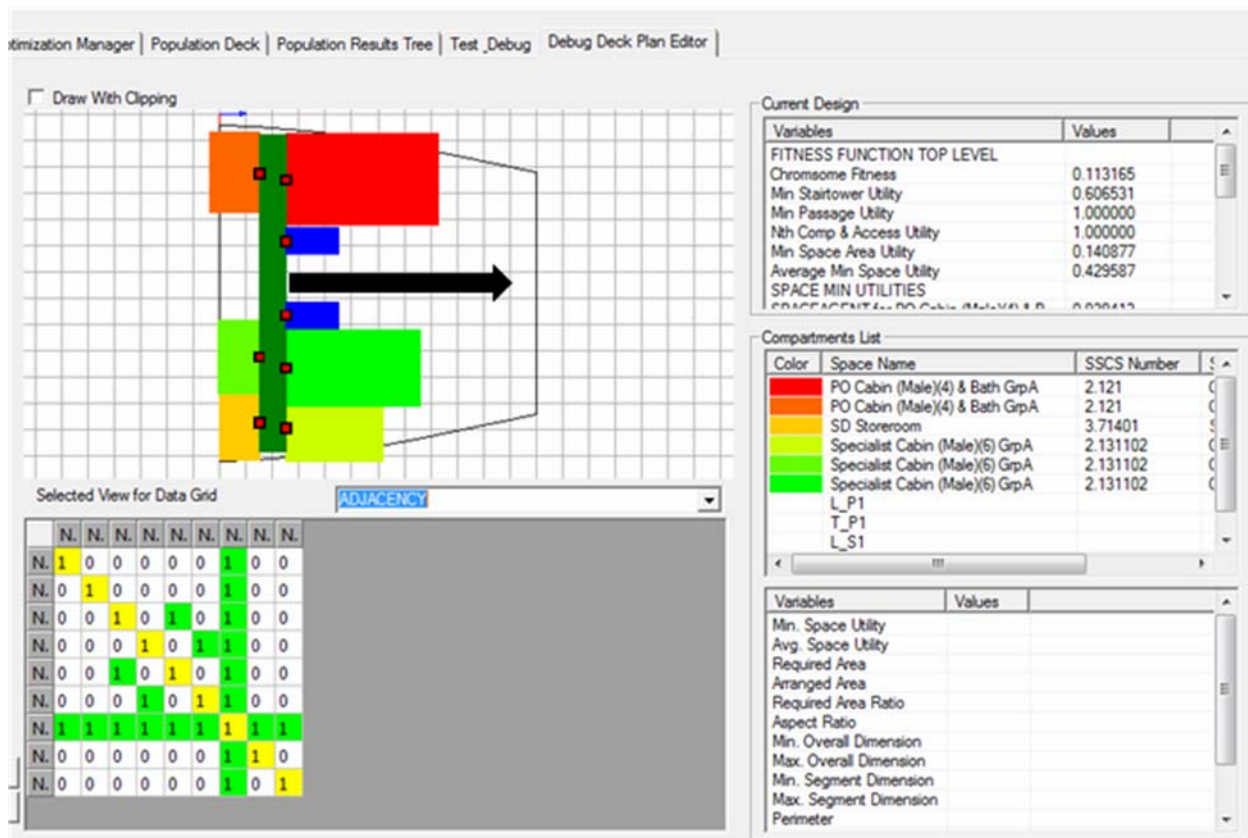 timization Manager | Population Deck | Population Results Tree | Test _Debug | Debug Deck Plan Editor
Draw With Clipping
Selected View for Data Grid ADJACENCY
N. N. N. N. N. N. N. N. N.
N. 1 0 0 0 0 0 1 0 0
N. 0 1 0 0 0 0 1 0 0
N. 0 0 1 0 1 0 1 0 0
N. 0 0 0 1 0 1 1 0 0
N. 0 0 1 0 1 0 1 0 0
N. 0 0 0 1 0 1 1 0 0
N. 1 1 1 1 1 1 1 1 1
N. 0 0 0 0 0 0 1 1 0
N. 0 0 0 0 0 0 1 0 1
Current Design
Variables Values
FITNESS FUNCTION TOP LEVEL
Chromsome Fitness 0.113165
Min Stairtower Utility 0.606531
Min Passage Utility 1.000000
Nth Comp & Access Utility 1.000000
Min Space Area Utility 0.140877
Average Min Space Utility 0.429587
SPACE MIN UTILITIES
SPACEAGENT for PO Cabin (Male)(4) & B
Compartments List
Color Space Name SSCS Number
PO Cabin (Male)(4) & Bath GrpA 2.121
PO Cabin (Male)(4) & Bath GrpA 2.121
SD Storeroom 3.71401
Specialist Cabin (Male)(6) GrpA 2.131102
Specialist Cabin (Male)(6) GrpA 2.131102
Specialist Cabin (Male)(6) GrpA 2.131102
L_P1
T_P1
L_S1
Variables Values
Min. Space Utility
Avg. Space Utility
Required Area
Arranged Area
Required Area Ratio
Aspect Ratio
Min. Overall Dimension
Max. Overall Dimension
Min. Segment Dimension
Max. Segment Dimension
Perimeter